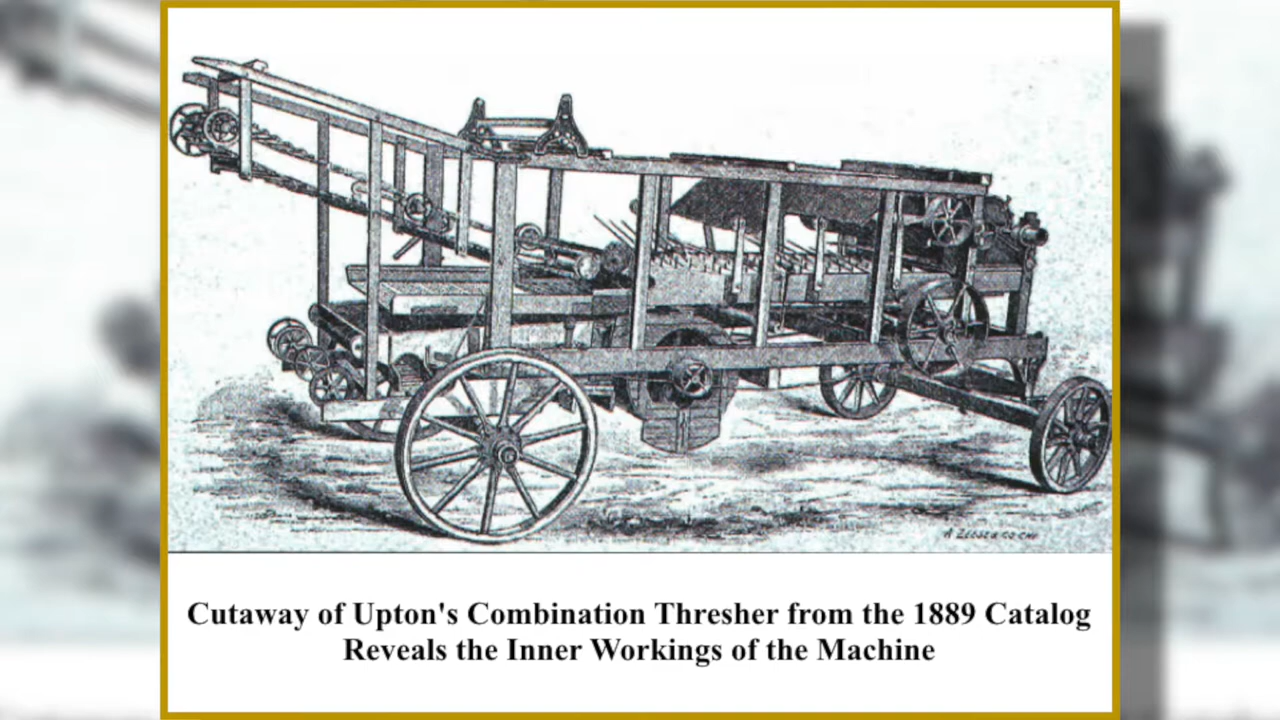 Cutaway of Upton's Combination Thresher from the 1889 Catalog
Reveals the Inner Workings of the Machine